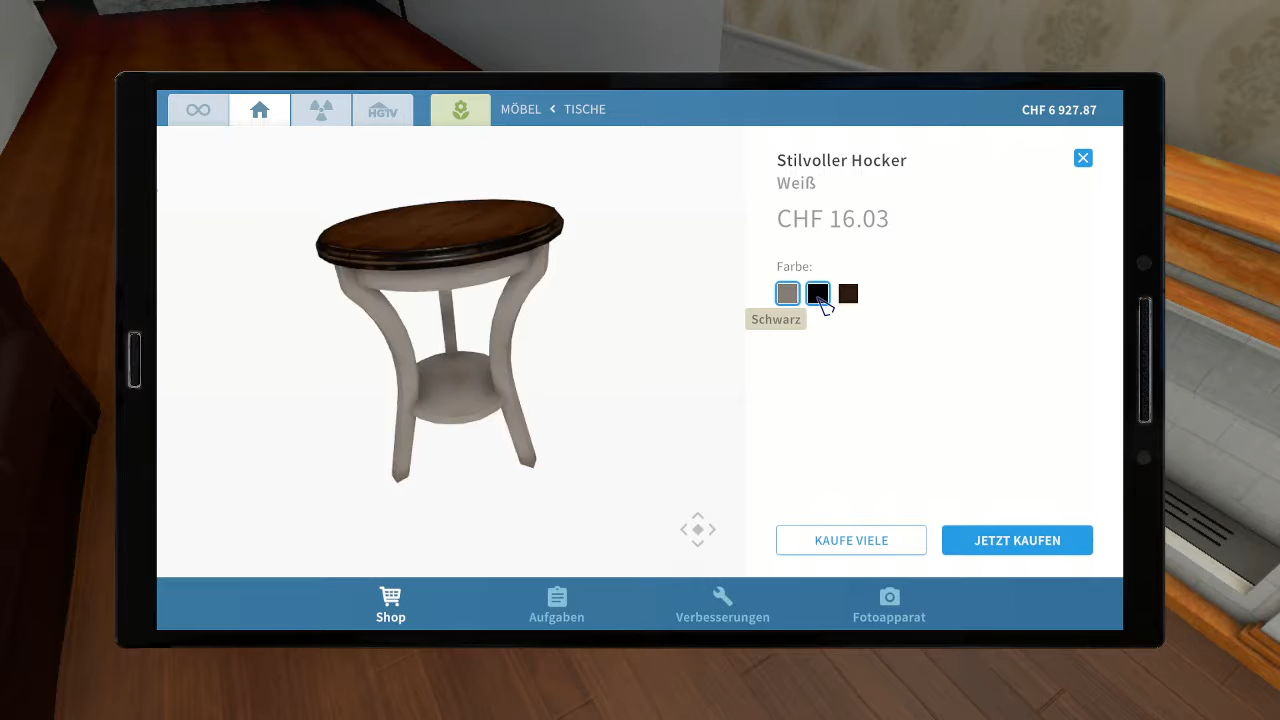 HGTV
MÖBEL < TISCHE
CHF 6 927.87
Stilvoller Hocker
Weiß
CHF 16.03
Farbe:
Schwarz
KAUFE VIELE
JETZT KAUFEN
Shop
Aufgaben
Verbesserungen
Fotoapparat